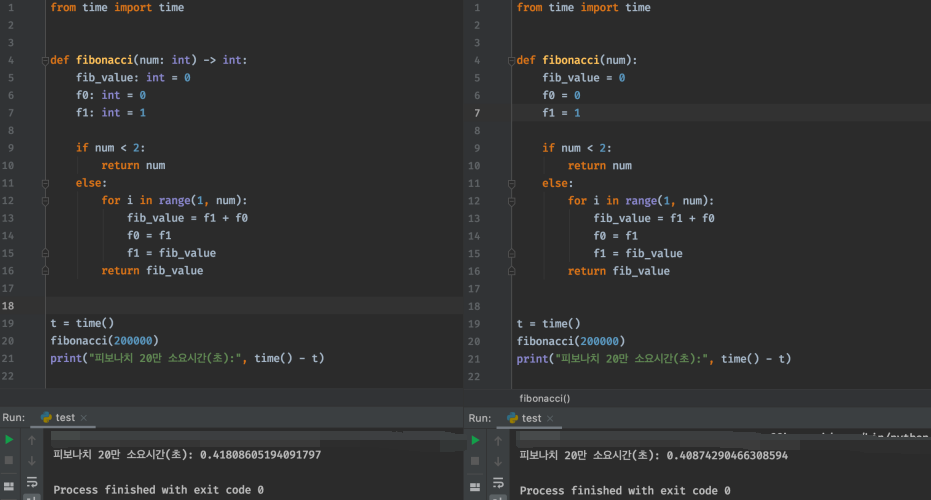 1 from time import time
2
3
4 def fibonacci(num: int) -> int:
5 fib_value: int = 0
6 f0: int = 0
7 f1: int = 1
8
9 if num < 2:
10 return num
11 else:
12 for i in range(1, num):
13 fib_value = f1 + f0
14 f0 = f1
15 f1 = fib_value
16 return fib_value
17
18
19 t = time()
20 fibonacci(200000)
21 print("피보나치 20만 소요시간(초):", time() - t)
22
Run: test ×
피보나치 20만 소요시간(초): 0.41808605194091797
Process finished with exit code 0
1 from time import time
2
3
4 def fibonacci(num):
5 fib_value = 0
6 f0 = 0
7 f1 = 1
8
9 if num < 2:
10 return num
11 else:
12 for i in range(1, num):
13 fib_value = f1 + f0
14 f0 = f1
15 f1 = fib_value
16 return fib_value
17
18
19 t = time()
20 fibonacci(200000)
21 print("피보나치 20만 소요시간(초):", time() - t)
22
fibonacci()
Run: test ×
피보나치 20만 소요시간(초): 0.40874290466308594
Process finished with exit code 0